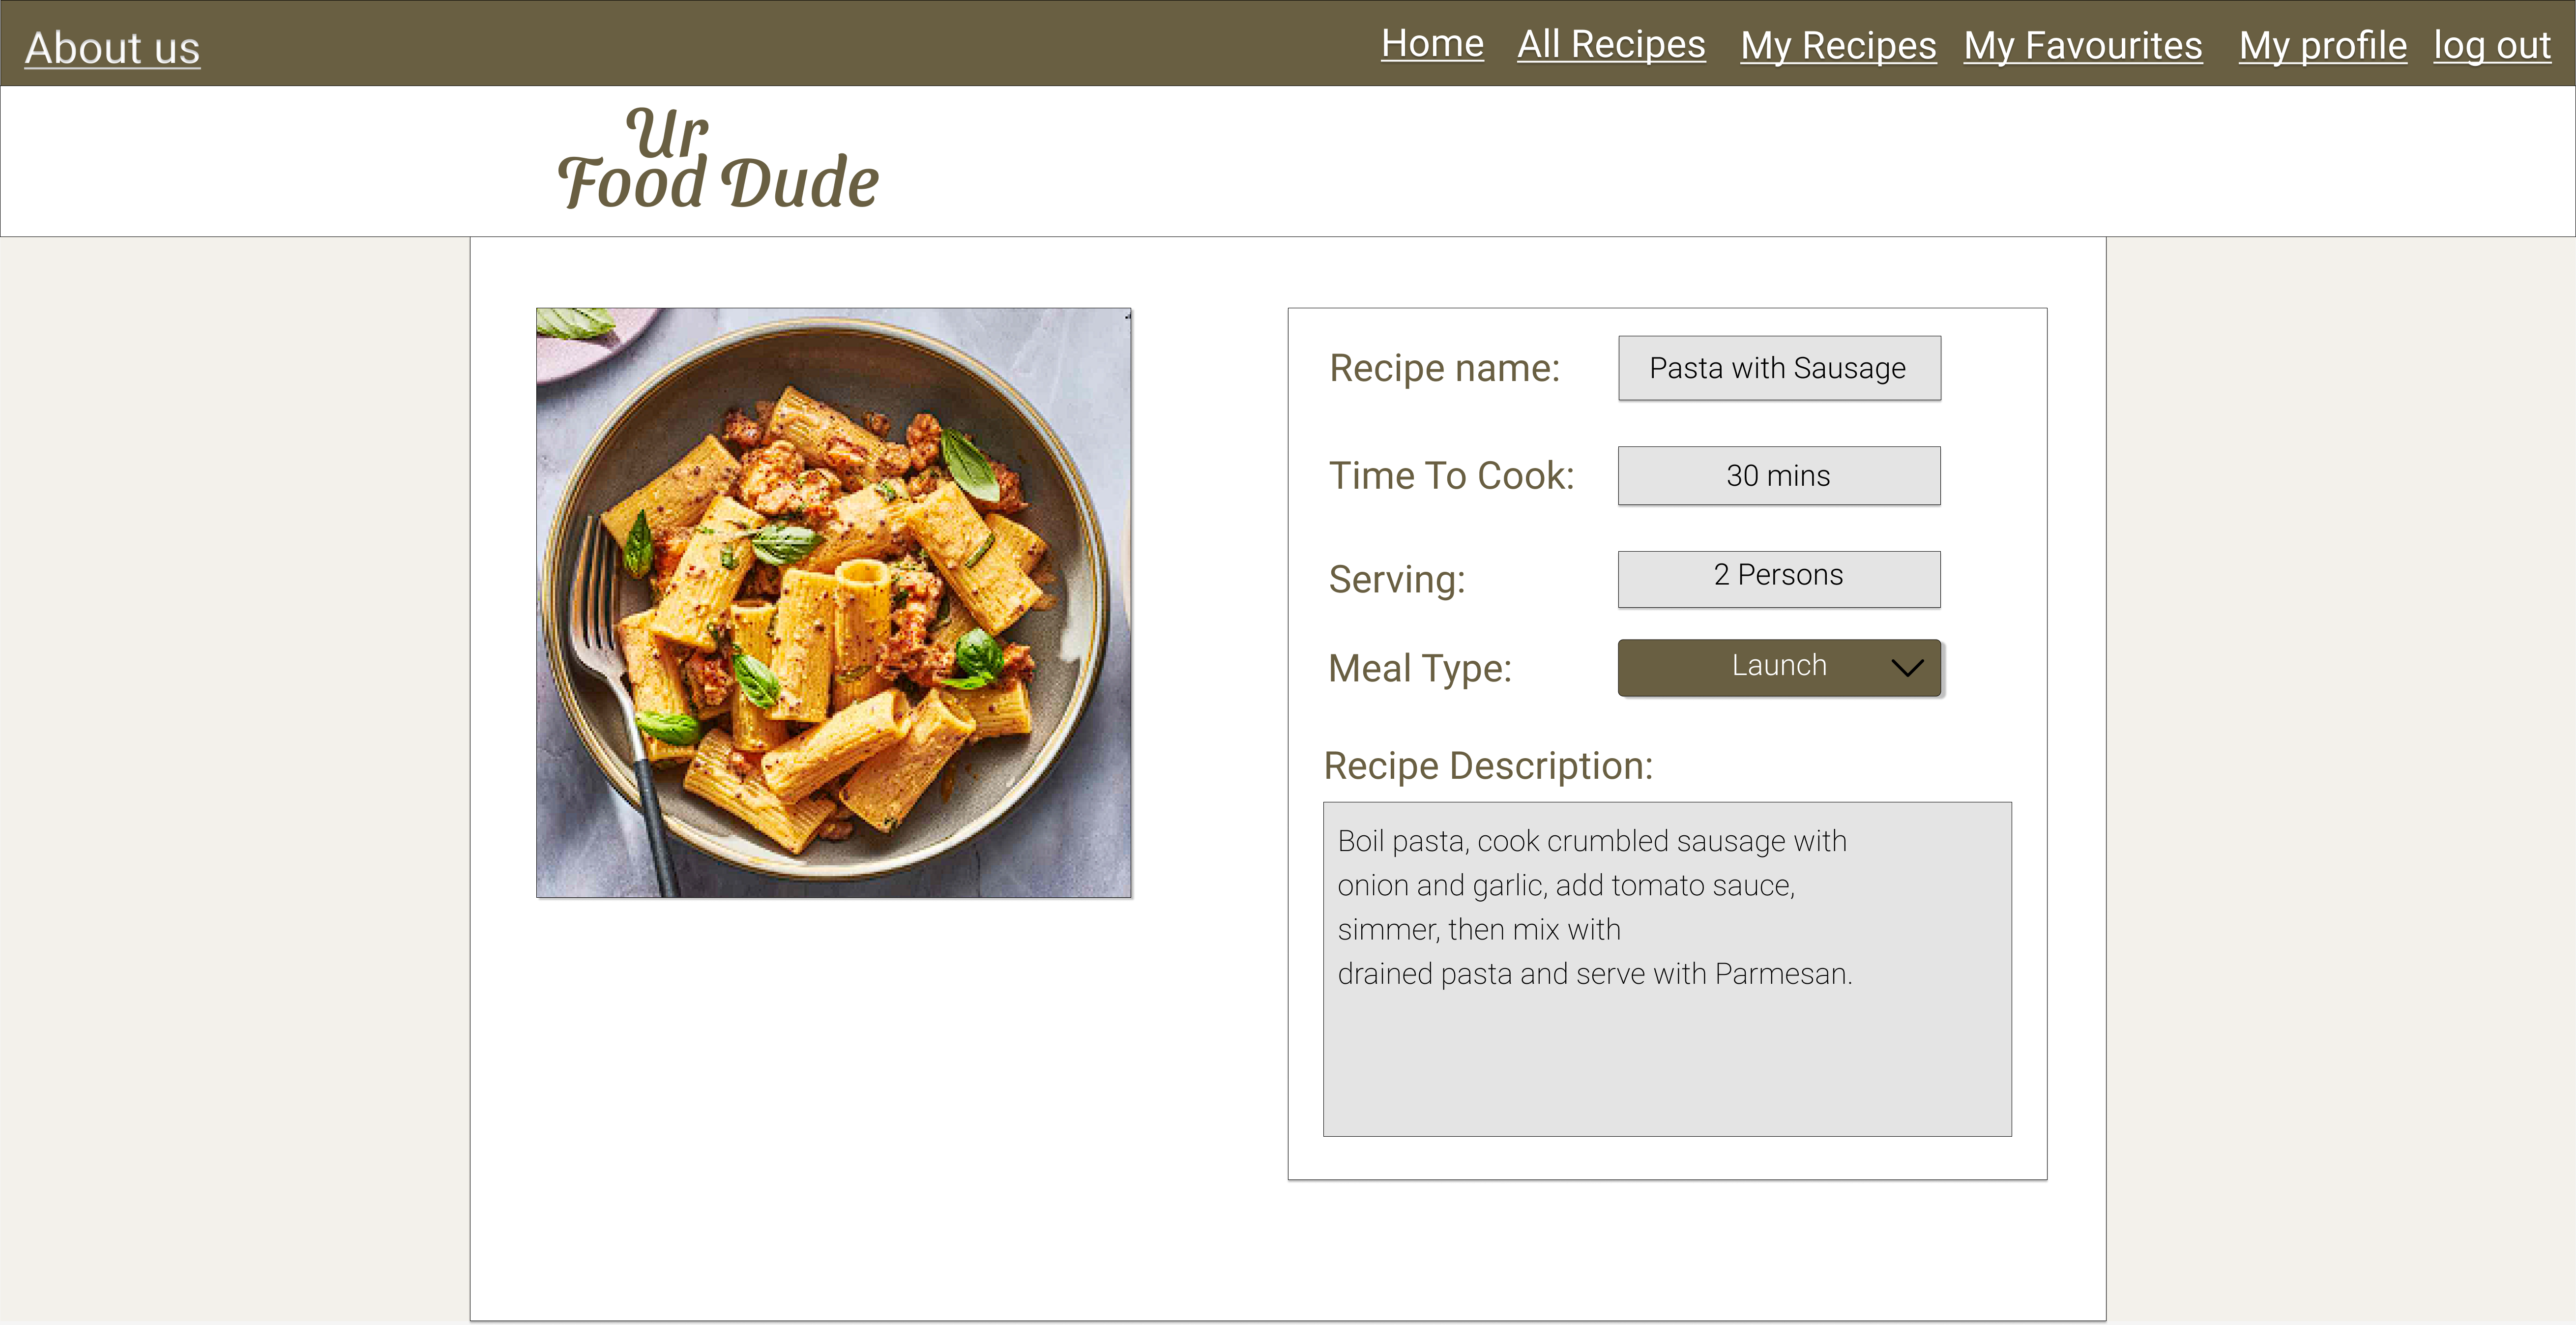 About us Home All Recipes My Recipes My Favourites My profile log out
Ur
Food Dude
Recipe name: Pasta with Sausage
Time To Cook: 30 mins
Serving: 2 Persons
Meal Type: Launch
Recipe Description:
Boil pasta, cook crumbled sausage with
onion and garlic, add tomato sauce,
simmer, then mix with
drained pasta and serve with Parmesan.